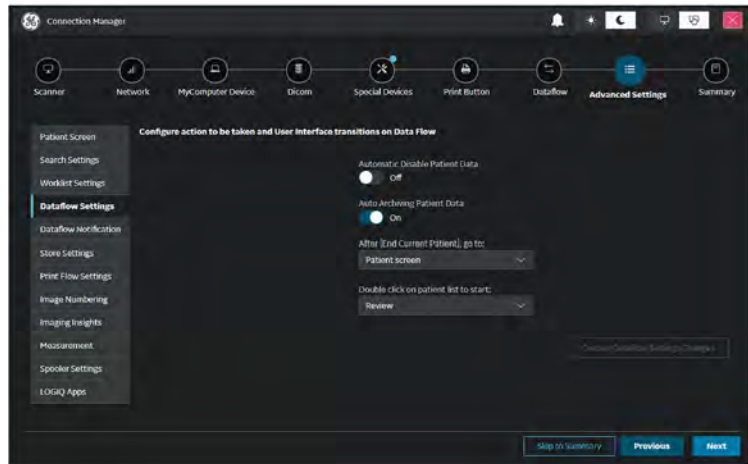 Connection Manager
Scanner
Network
MyComputer Device
Dicom
Special Devices
Print Button
Dataflow
Advanced Settings
Summary
Patient Screen
Search Settings
Worklist Settings
Dataflow Settings
Dataflow Notification
Store Settings
Print Flow Settings
Image Numbering
Imaging Insights
Measurement
Spooler Settings
LOGIQ Apps
Configure action to be taken and User Interface transitions on Data Flow
Automatic Disable Patient Data
Off
Auto Archiving Patient Data
On
After [End Current Patient], go to:
Patient screen
Double click on patient list to start:
Review
Skip to Summary
Previous
Next